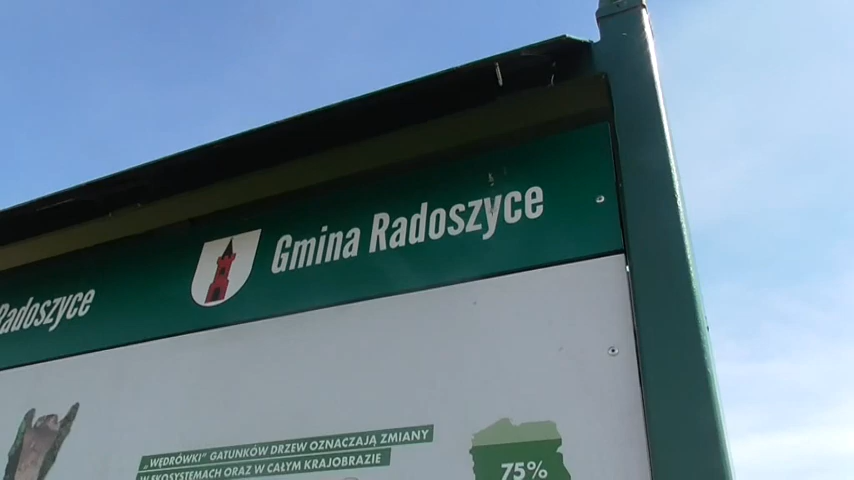 Radoszyce
Gmina Radoszyce
„WĘDRÓWKI” GATUNKÓW DRZEW OZNACZAJĄ ZMIANY
W EKOSYSTEMACH ORAZ W CAŁYM KRAJOBRAZIE
75%